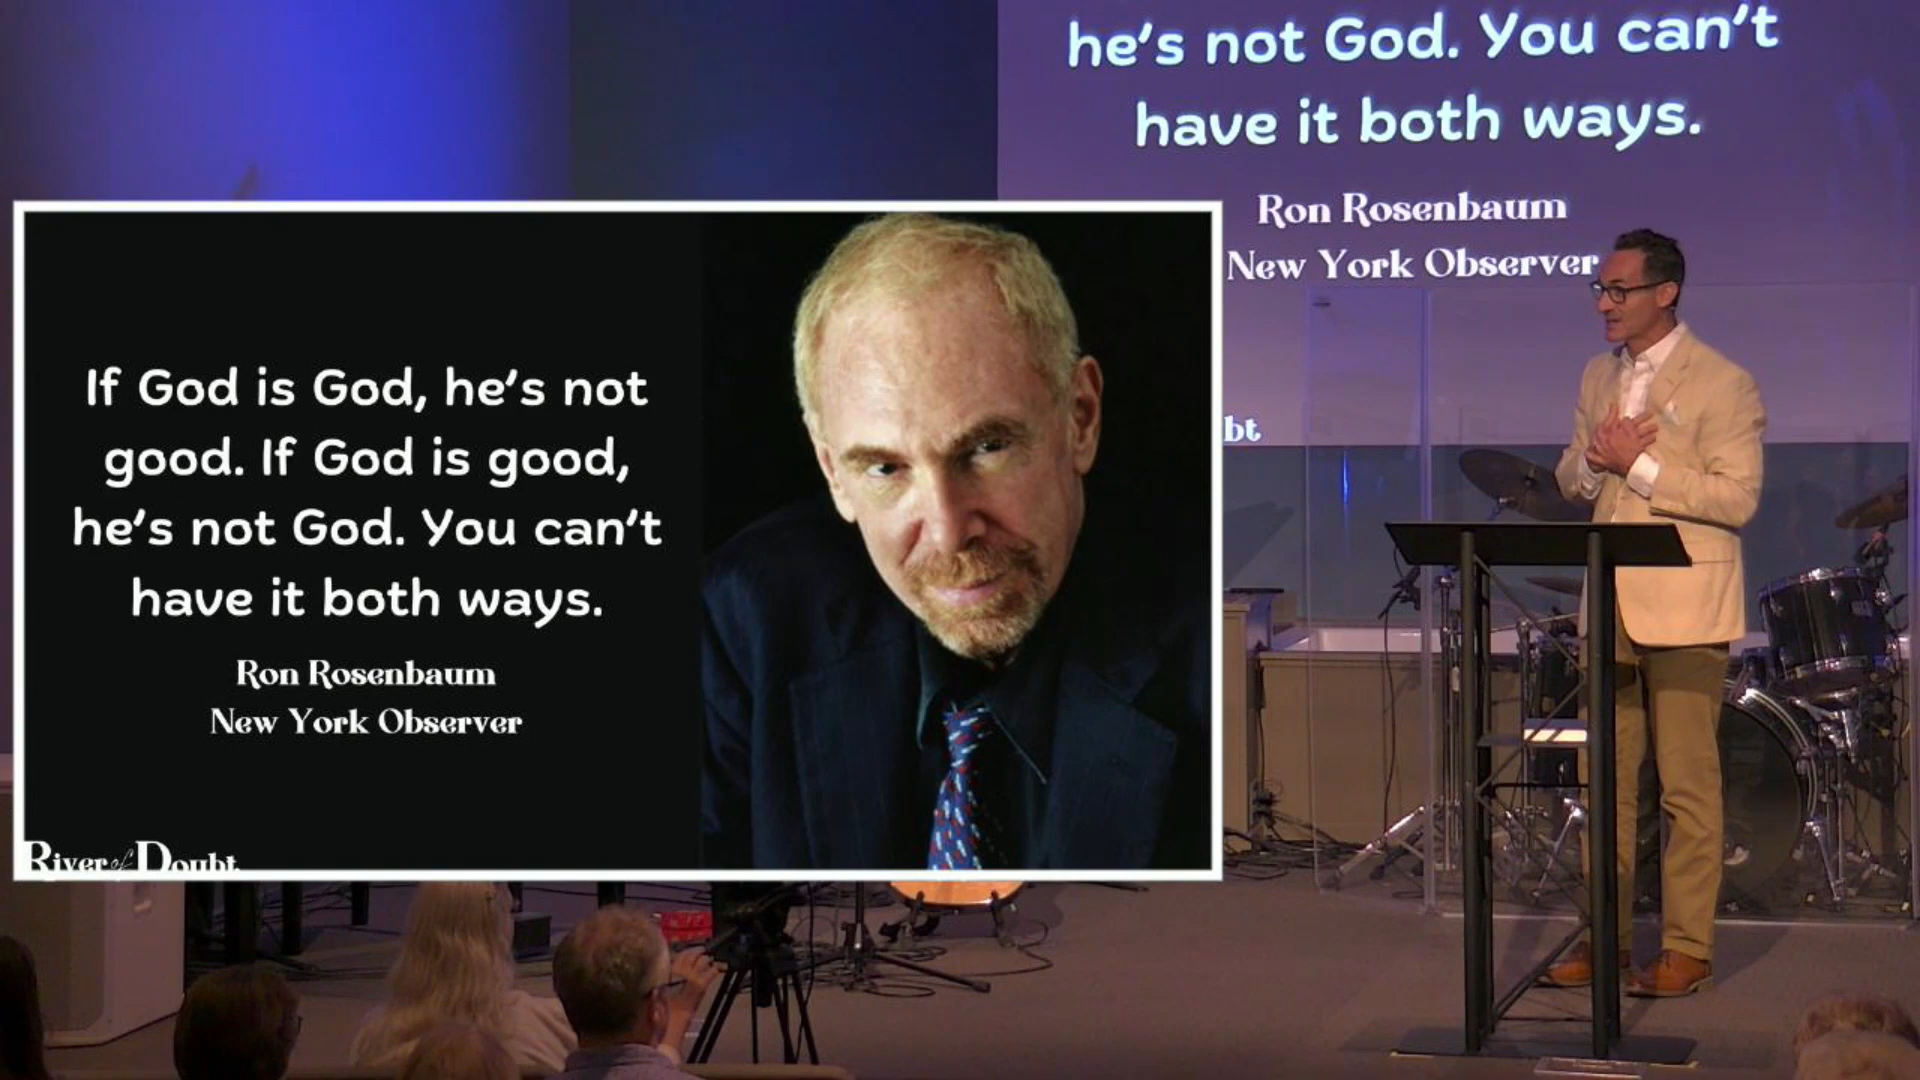 he's not God. You can't
have it both ways.
Ron Rosenbaum
New York Observer
bt
If God is God, he's not
good. If God is good,
he's not God. You can't
have it both ways.
Ron Rosenbaum
New York Observer
River of Doubt